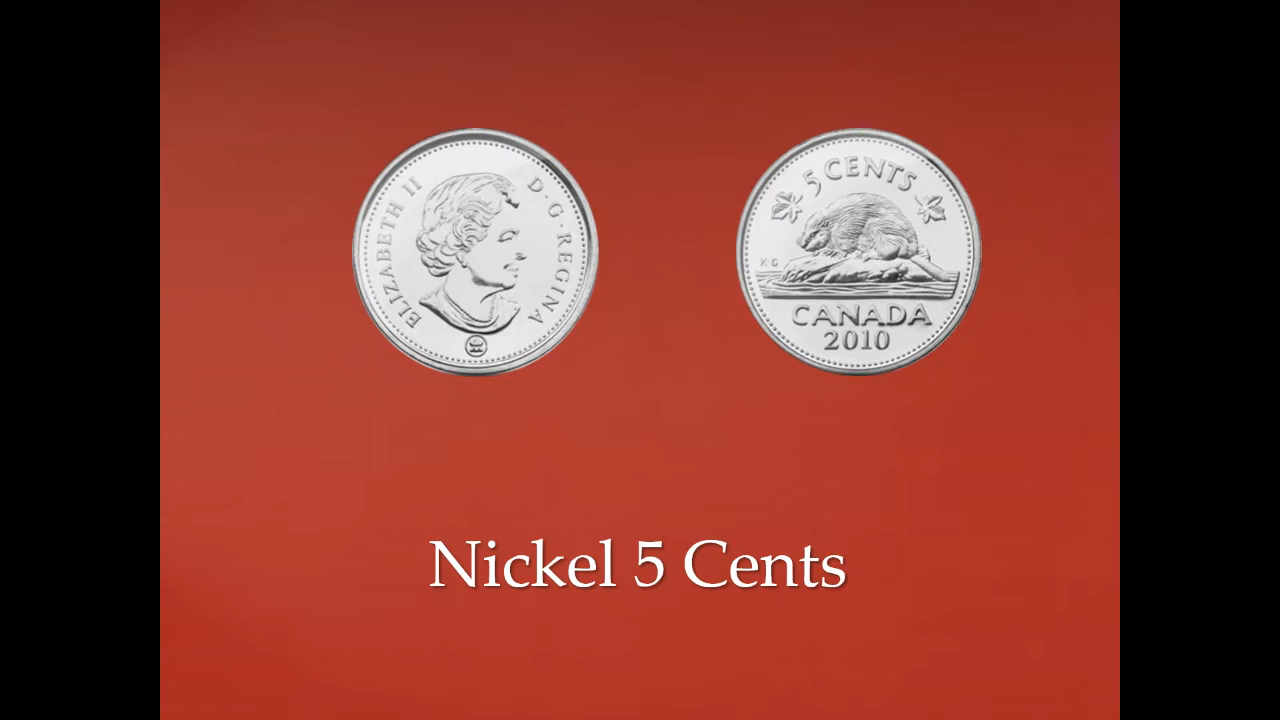 ELIZABETH II D·G·REGINA
5 CENTS
KG
CANADA
2010
Nickel 5 Cents